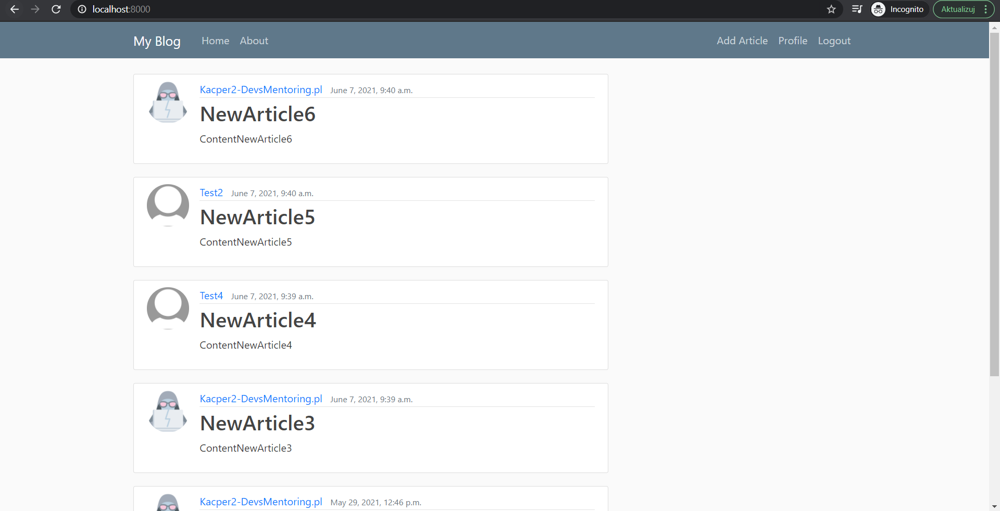 localhost:8000 Incognito Aktualizuj
My Blog Home About Add Article Profile Logout
Kacper2-DevsMentoring.pl June 7, 2021, 9:40 a.m.
NewArticle6
ContentNewArticle6
Test2 June 7, 2021, 9:40 a.m.
NewArticle5
ContentNewArticle5
Test4 June 7, 2021, 9:39 a.m.
NewArticle4
ContentNewArticle4
Kacper2-DevsMentoring.pl June 7, 2021, 9:39 a.m.
NewArticle3
ContentNewArticle3
Kacper2-DevsMentoring.pl May 29, 2021, 12:46 p.m.